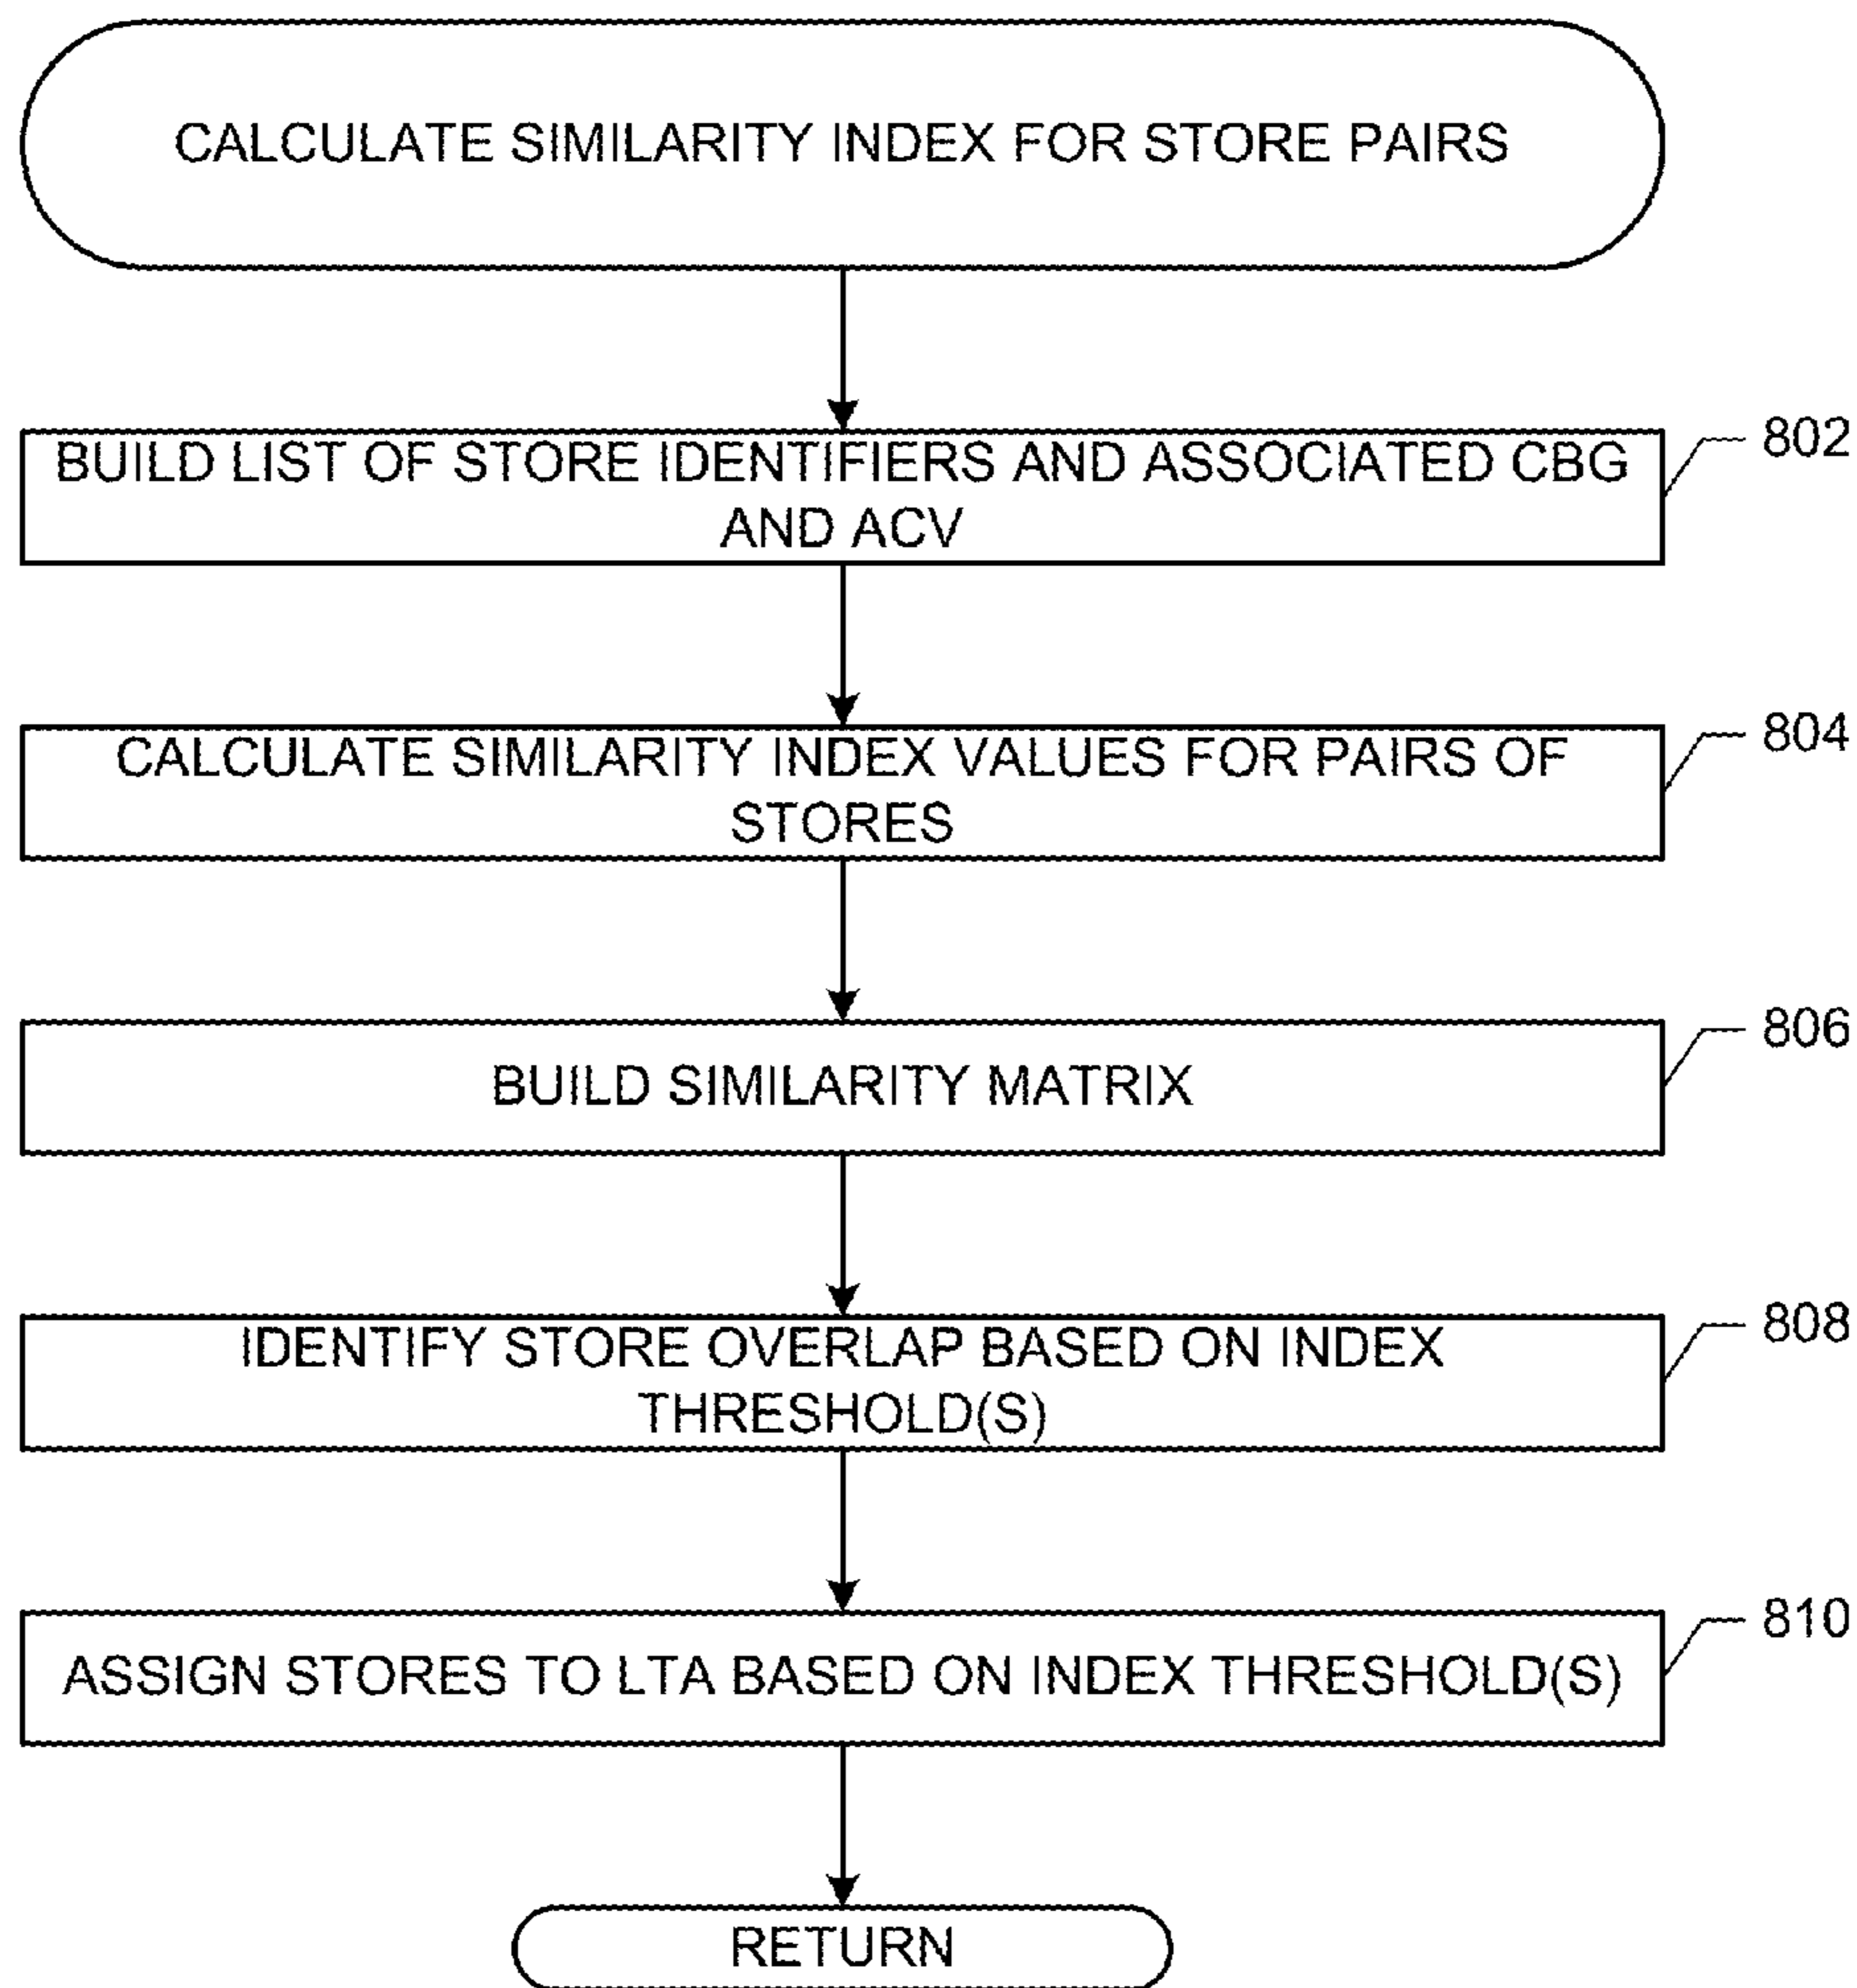 CALCULATE SIMILARITY INDEX FOR STORE PAIRS
BUILD LIST OF STORE IDENTIFIERS AND ASSOCIATED CBG
AND ACV
802
CALCULATE SIMILARITY INDEX VALUES FOR PAIRS OF
STORES
804
BUILD SIMILARITY MATRIX
806
IDENTIFY STORE OVERLAP BASED ON INDEX
THRESHOLD(S)
808
ASSIGN STORES TO LTA BASED ON INDEX THRESHOLD(S)
810
RETURN